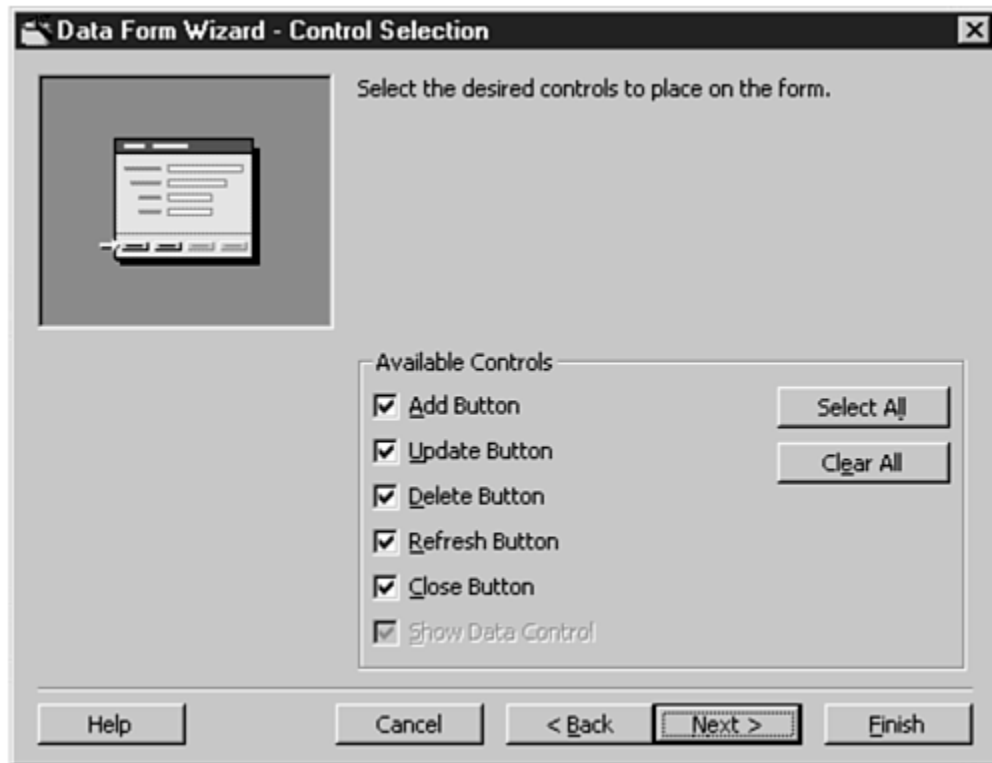 Data Form Wizard - Control Selection
Select the desired controls to place on the form.
Available Controls
Add Button
Select All
Update Button
Clear All
Delete Button
Refresh Button
Close Button
Show Data Control
Help
Cancel
< Back
Next >
Finish